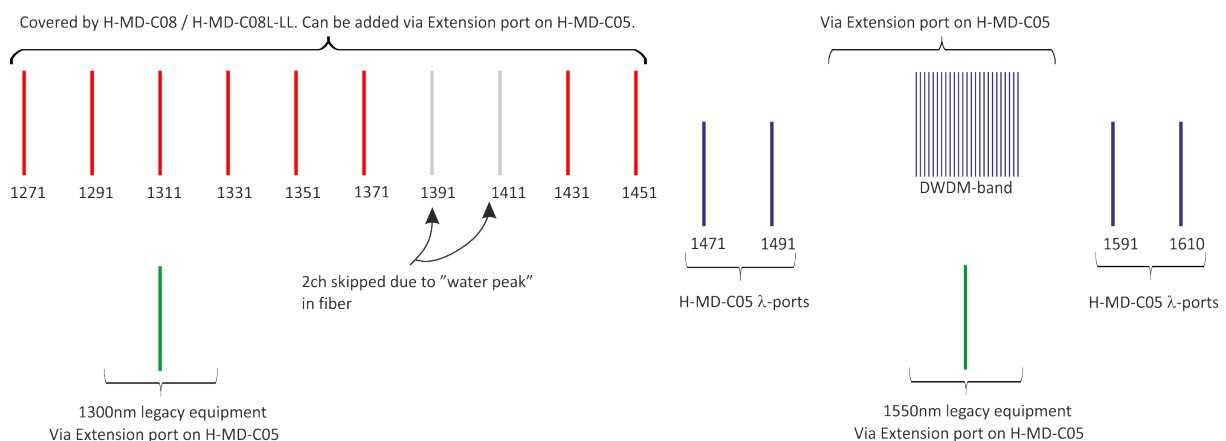 Covered by H-MD-C08 / H-MD-C08L-LL. Can be added via Extension port on H-MD-C05.
Via Extension port on H-MD-C05
1271 1291 1311 1331 1351 1371 1391 1411 1431 1451
DWDM-band
1471 1491
1591 1610
2ch skipped due to ”water peak”
in fiber
H-MD-C05 λ-ports
H-MD-C05 λ-ports
1300nm legacy equipment
Via Extension port on H-MD-C05
1550nm legacy equipment
Via Extension port on H-MD-C05